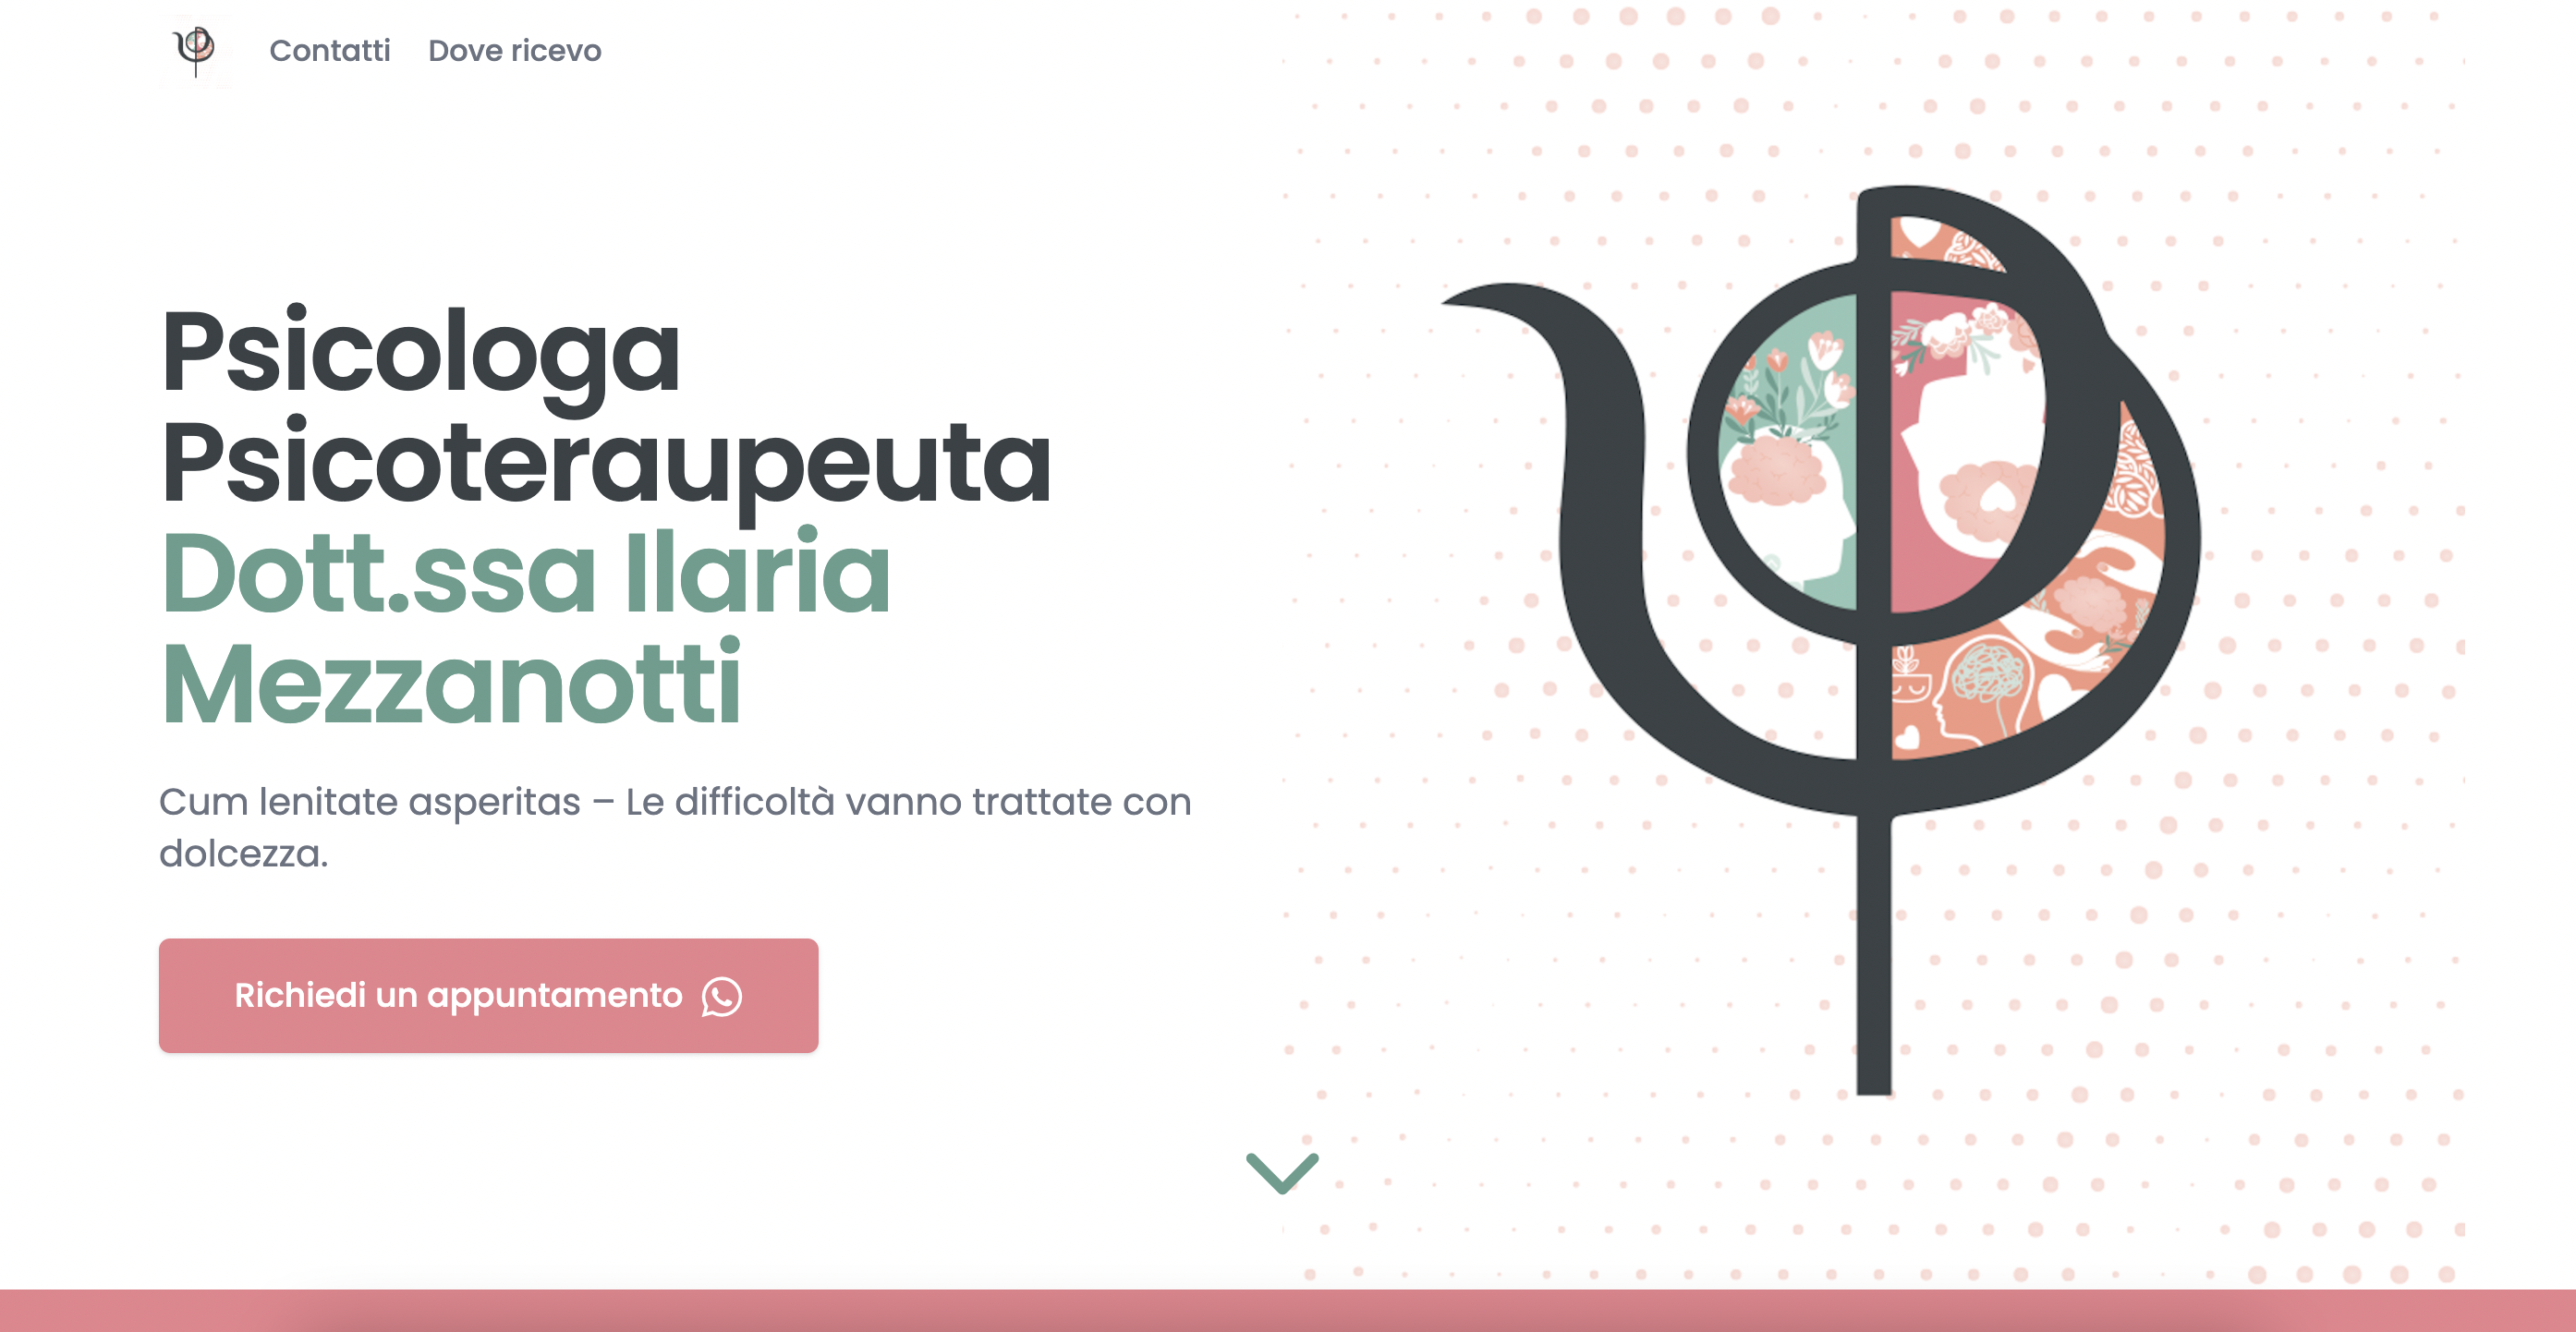 Contatti Dove ricevo
Psicologa
Psicoteraupeuta
Dott.ssa Ilaria
Mezzanotti
Cum lenitate asperitas – Le difficoltà vanno trattate con
dolcezza.
Richiedi un appuntamento